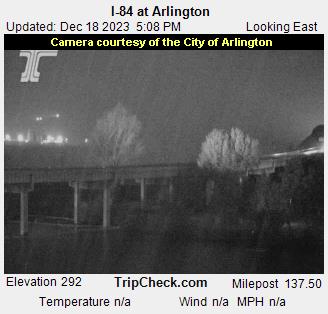 I-84 at Arlington
Updated: Dec 18 2023 5:08 PM Looking East
Camera courtesy of the City of Arlington
Elevation 292 TripCheck.com Milepost 137.50
Temperature n/a Wind n/a MPH n/a